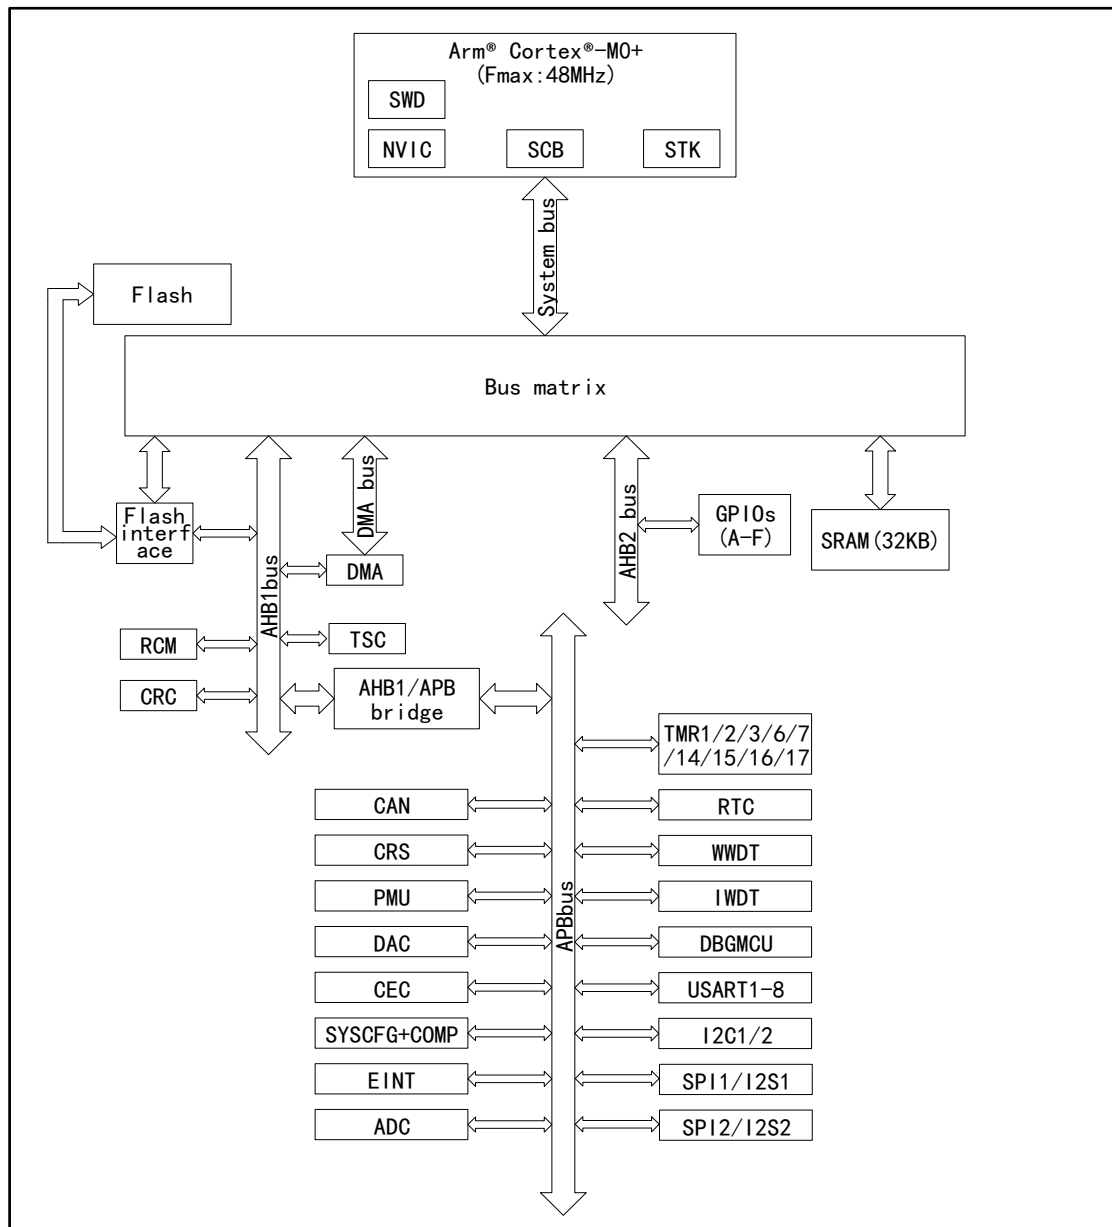 Arm® Cortex®-M0+
(Fmax:48MHz)
SWD
NVIC
SCB
STK
System bus
Flash
Bus matrix
Flash
interf
ace
AHB1bus
DMA bus
DMA
AHB2 bus
GPIOs
(A-F)
SRAM(32KB)
RCM
TSC
CRC
AHB1/APB
bridge
APBbus
TMR1/2/3/6/7
/14/15/16/17
CAN
RTC
CRS
WWDT
PMU
IWDT
DAC
DBGMCU
CEC
USART1-8
SYSCFG+COMP
I2C1/2
EINT
SPI1/I2S1
ADC
SPI2/I2S2